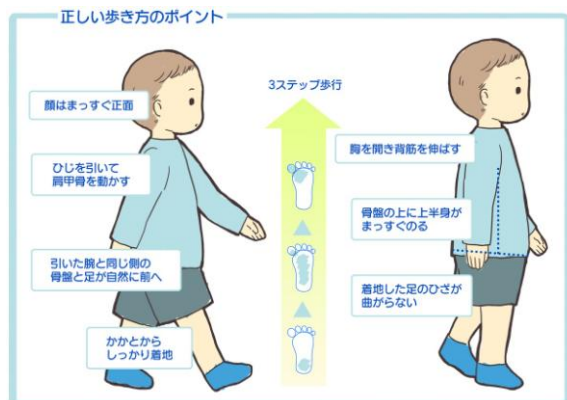 正しい歩き方のポイント
顔はまっすぐ正面
ひじを引いて
肩甲骨を動かす
引いた腕と同じ側の
骨盤と足が自然に前へ
かかとから
しっかり着地
3ステップ歩行
胸を開き背筋を伸ばす
骨盤の上に上半身が
まっすぐのる
着地した足のひざが
曲がらない